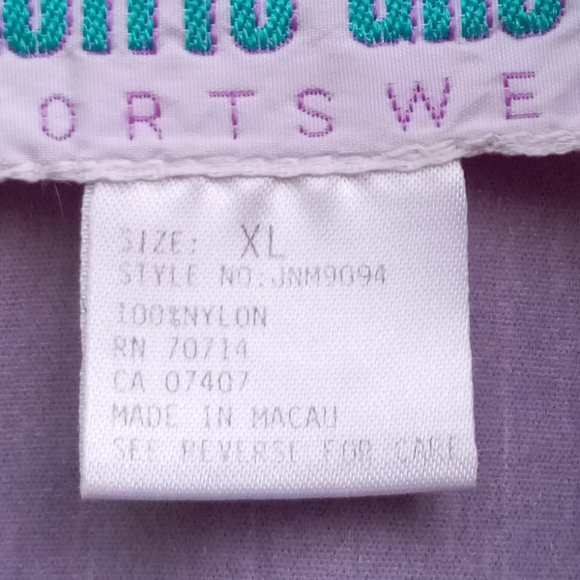 ORTSWE
SIZE: XL
STYLE NO:JNM9094
100%NYLON
RN 70714
CA 07407
MADE IN MACAU
SEE REVERSE FOR CARE